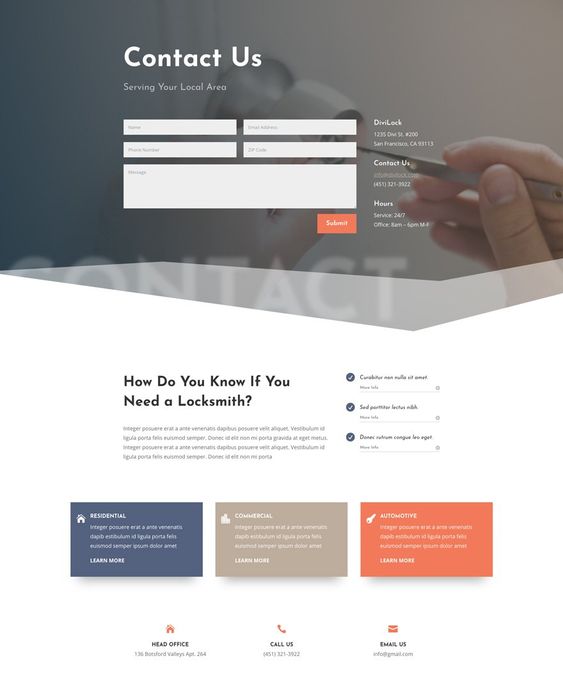 Contact Us
Serving Your Local Area
Name
Email Address
Phone Number
ZIP Code
Message
Submit
DiviLock
1235 Divi St. #200
San Francisco, CA 93113
Contact Us
info@divilock.com
(451) 321-3922
Hours
Service: 24/7
Office: 8am – 6pm M-F
CONTACT
How Do You Know If You
Need a Locksmith?
Integer posuere erat a ante venenatis dapibus posuere velit aliquet. Vestibulum id
ligula porta felis euismod semper. Donec id elit non mi porta gravida at eget metus.
Integer posuere erat a ante venenatis dapibus posuere velit aliquet. Vestibulum id
ligula porta felis euismod semper. Donec id elit non mi porta
Curabitur non nulla sit amet.
More Info
Sed porttitor lectus nibh.
More Info
Donec rutrum congue leo eget.
More Info
RESIDENTIAL
Integer posuere erat a ante venenatis
dapibus estibulum id ligula porta felis
euismod semper ipsum dolor amet
LEARN MORE
COMMERCIAL
Integer posuere erat a ante venenatis
dapibus estibulum id ligula porta felis
euismod semper ipsum dolor amet
LEARN MORE
AUTOMOTIVE
Integer posuere erat a ante venenatis
dapibus estibulum id ligula porta felis
euismod semper ipsum dolor amet
LEARN MORE
HEAD OFFICE
136 Botsford Valleys Apt. 264
CALL US
(451) 321-3922
EMAIL US
info@gmail.com